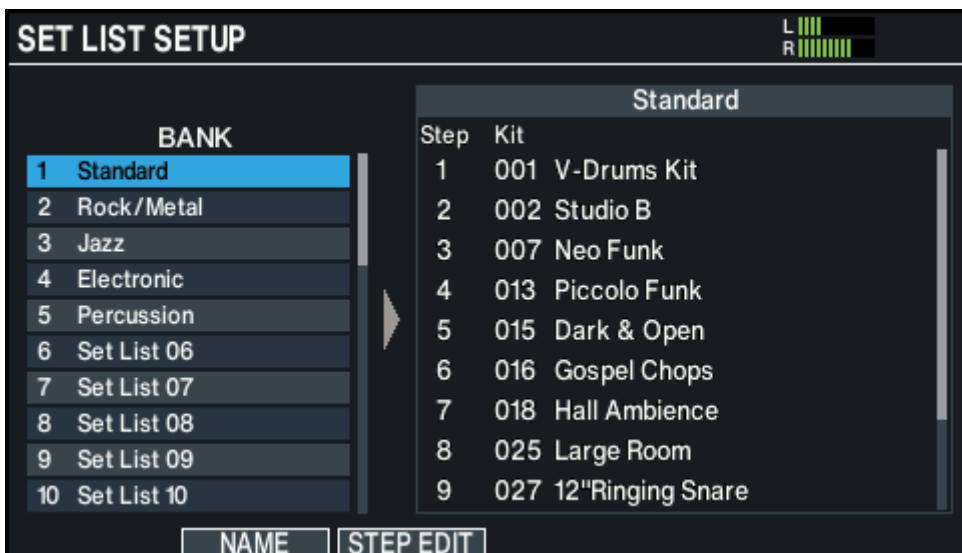 SET LIST SETUP
L
R
BANK
1 Standard
2 Rock/Metal
3 Jazz
4 Electronic
5 Percussion
6 Set List 06
7 Set List 07
8 Set List 08
9 Set List 09
10 Set List 10
Standard
Step Kit
1 001 V-Drums Kit
2 002 Studio B
3 007 Neo Funk
4 013 Piccolo Funk
5 015 Dark & Open
6 016 Gospel Chops
7 018 Hall Ambience
8 025 Large Room
9 027 12"Ringing Snare
NAME STEP EDIT